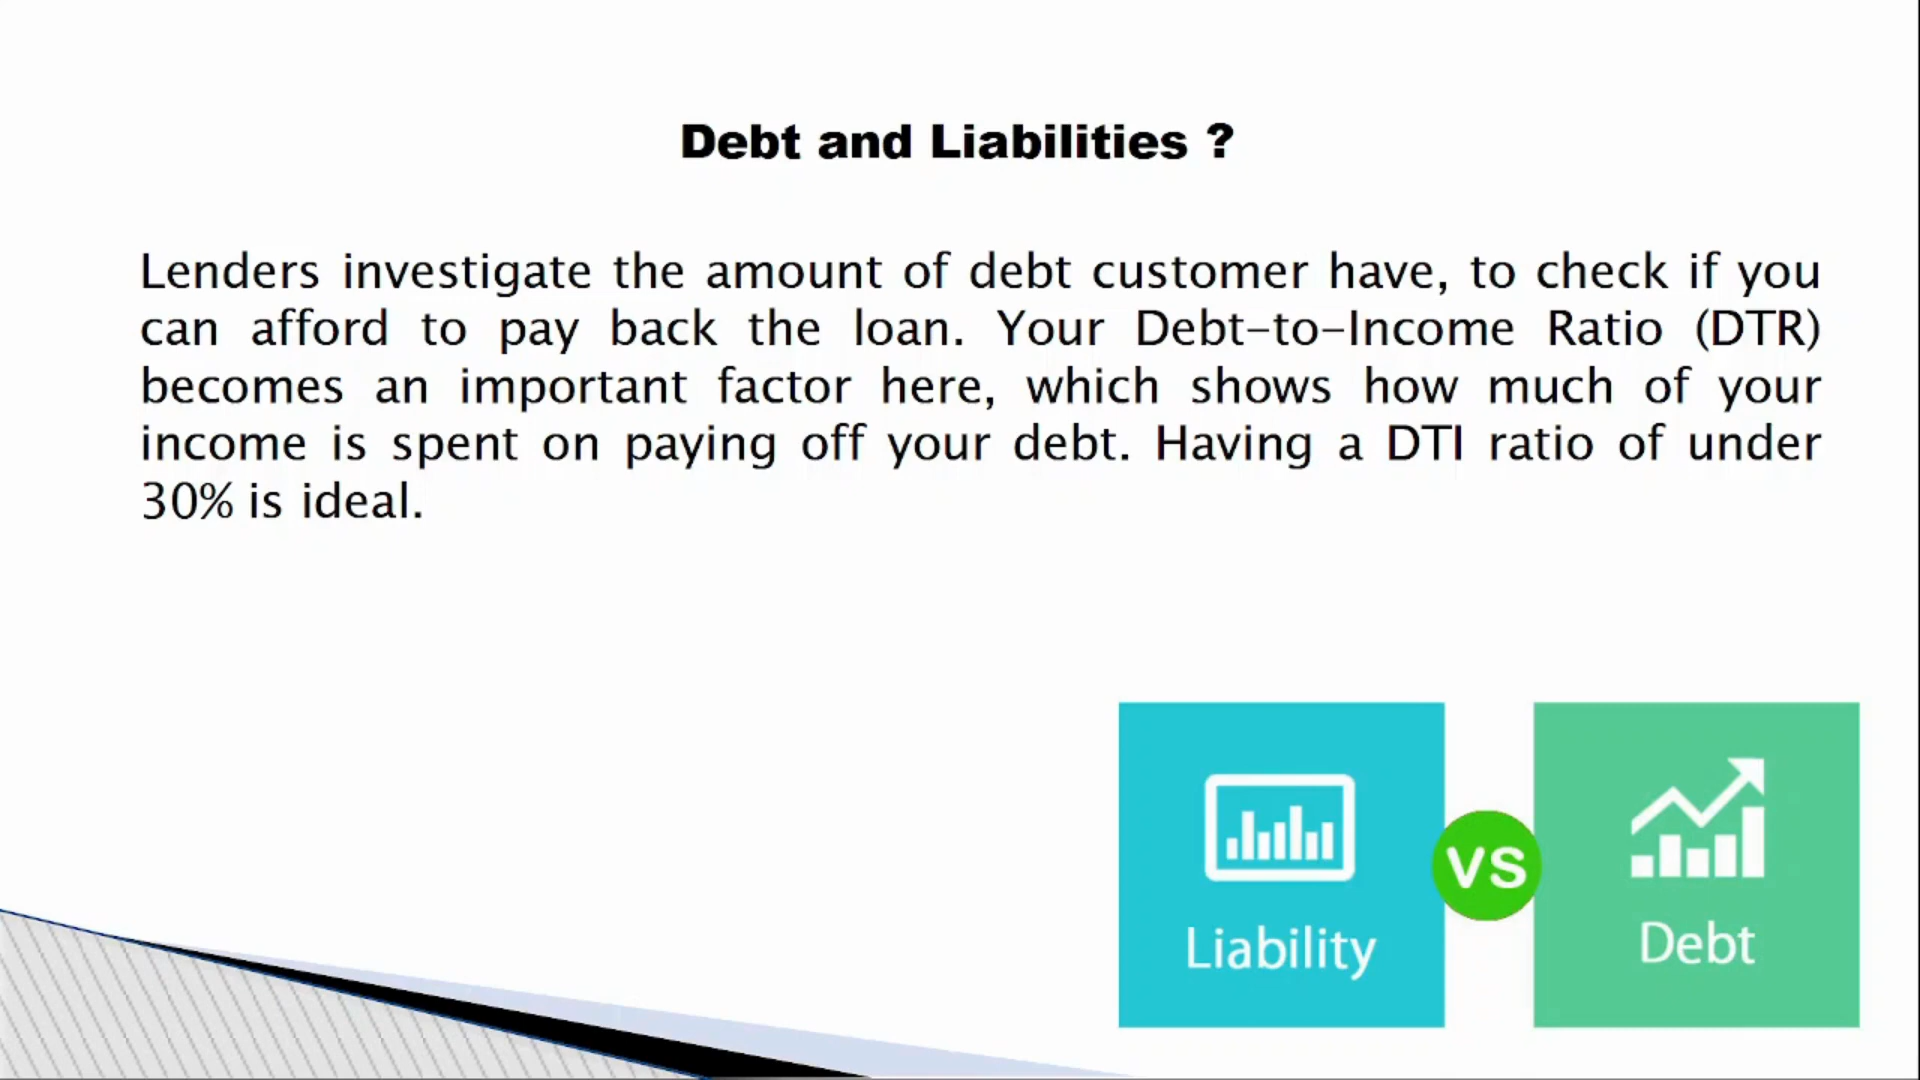 Debt and Liabilities ?
Lenders investigate the amount of debt customer have, to check if you
can afford to pay back the loan. Your Debt-to-Income Ratio (DTR)
becomes an important factor here, which shows how much of your
income is spent on paying off your debt. Having a DTI ratio of under
30% is ideal.
Liability
VS
Debt